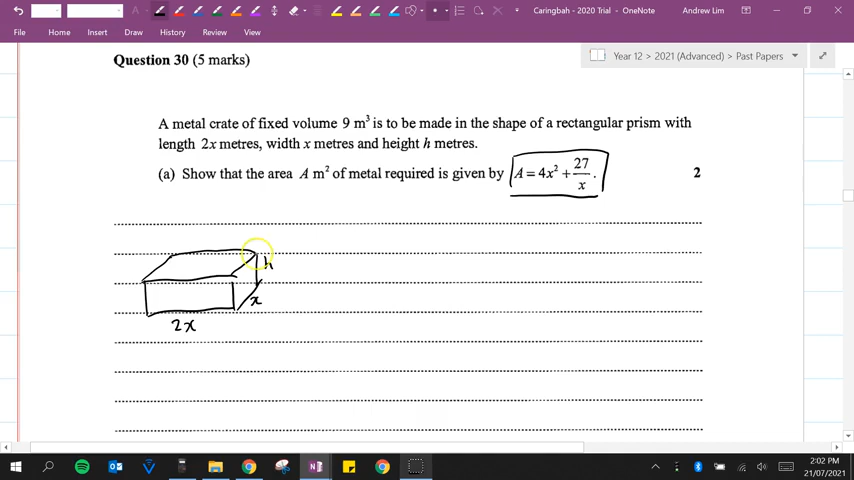 Caringbah - 2020 Trial - OneNote
Andrew Lim
File Home Insert Draw History Review View
Year 12 > 2021 (Advanced) > Past Papers
Question 30 (5 marks)
A metal crate of fixed volume 9 m³ is to be made in the shape of a rectangular prism with
length 2x metres, width x metres and height h metres.
(a) Show that the area A m² of metal required is given by A = 4x² + 27/x. 2
h
x
2x
2:02 PM
21/07/2021